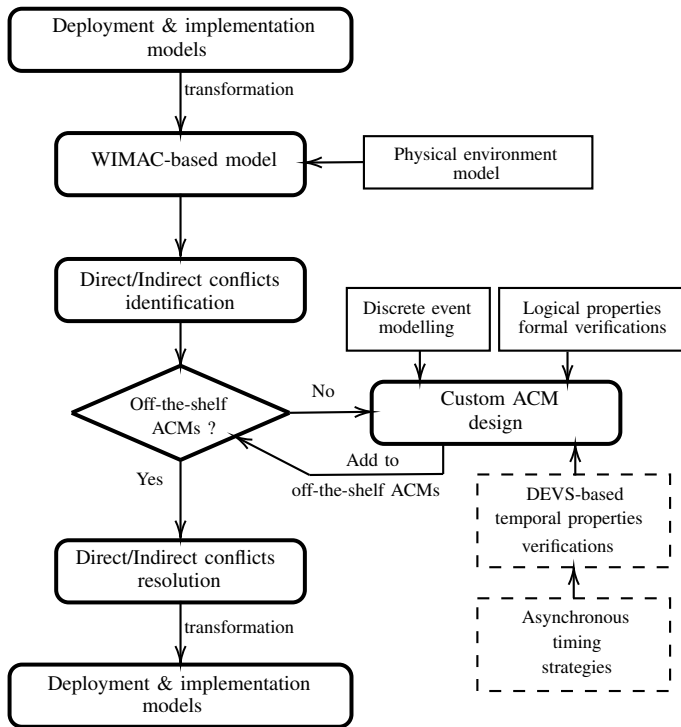 Deployment & implementation
models
transformation
WIMAC-based model
Physical environment
model
Direct/Indirect conflicts
identification
Discrete event
modelling
Logical properties
formal verifications
Off-the-shelf
ACMs ?
No
Custom ACM
design
Yes
Add to
off-the-shelf ACMs
DEVS-based
temporal properties
verifications
Direct/Indirect conflicts
resolution
Asynchronous
timing
strategies
transformation
Deployment & implementation
models